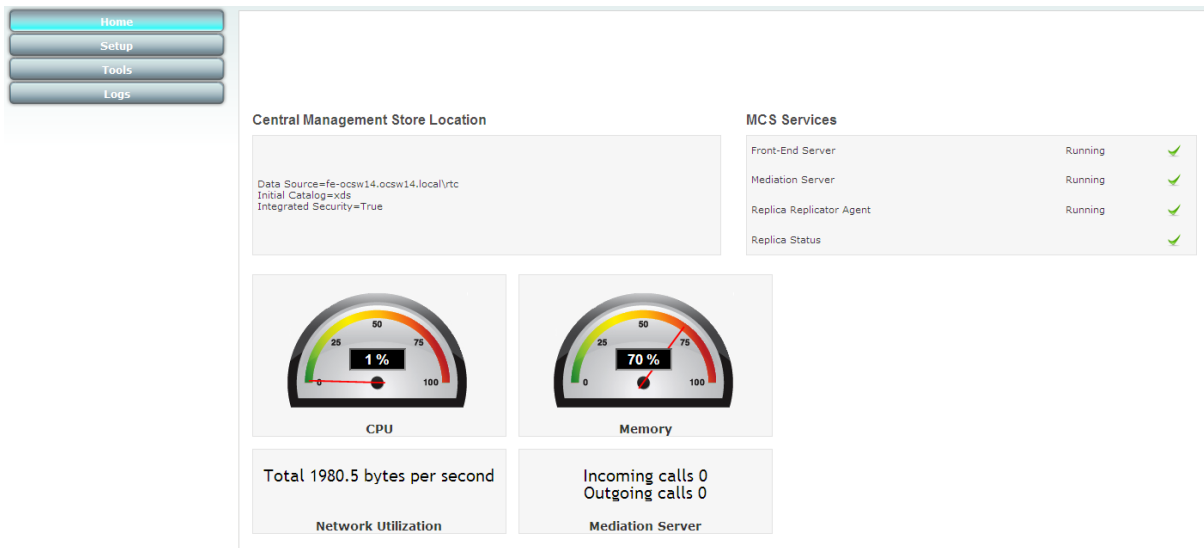 Home
Setup
Tools
Logs
Central Management Store Location
Data Source=fe-ocsw14.ocsw14.local\rtc
Initial Catalog=xds
Integrated Security=True
MCS Services
Front-End Server Running
Mediation Server Running
Replica Replicator Agent Running
Replica Status
0 25 50 75 100
1 %
CPU
0 25 50 75 100
70 %
Memory
Total 1980.5 bytes per second
Network Utilization
Incoming calls 0
Outgoing calls 0
Mediation Server